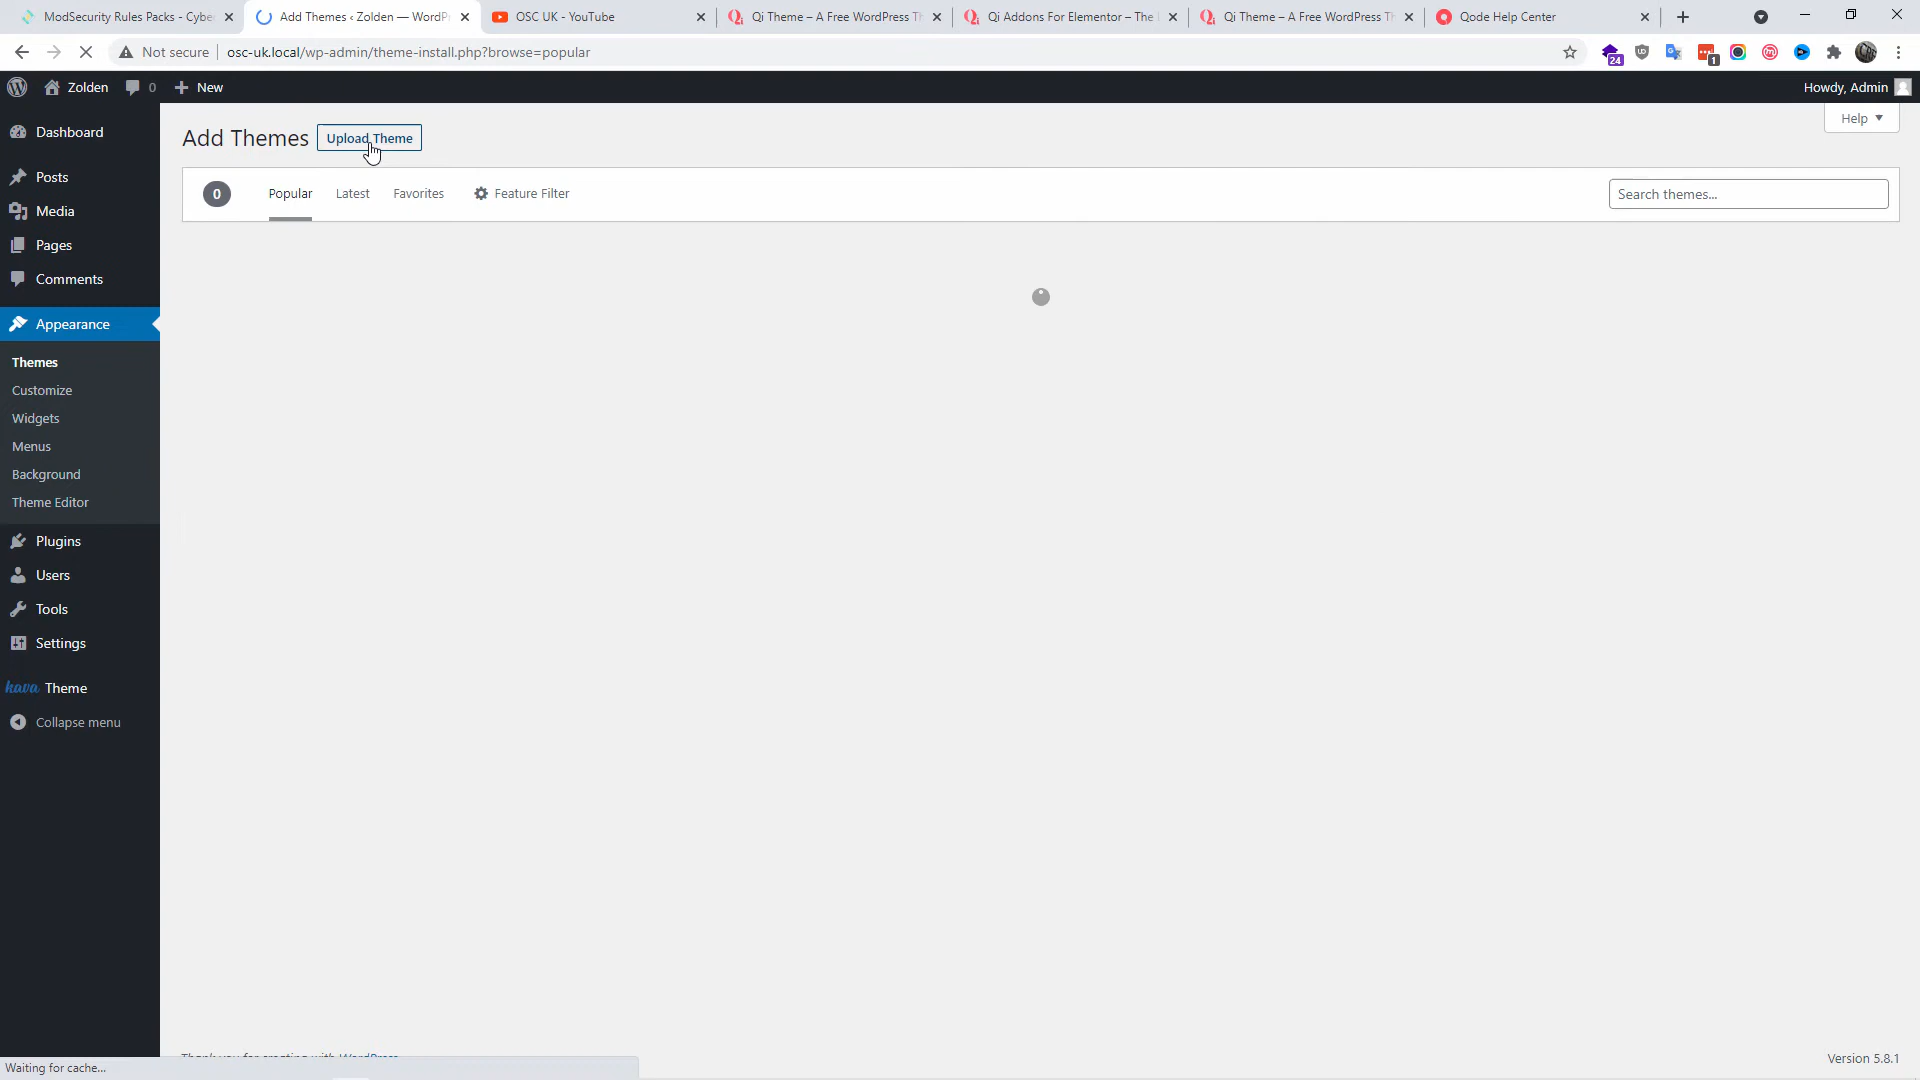 ModSecurity Rules Packs - Cybe
Add Themes ‹ Zolden — WordPr
OSC UK - YouTube
Qi Theme – A Free WordPress Th
Qi Addons For Elementor – The U
Qi Theme – A Free WordPress Th
Qode Help Center
Not secure
osc-uk.local/wp-admin/theme-install.php?browse=popular
24
1
Zolden
0
New
Howdy, Admin
Dashboard
Posts
Media
Pages
Comments
Appearance
Themes
Customize
Widgets
Menus
Background
Theme Editor
Plugins
Users
Tools
Settings
kava Theme
Collapse menu
Add Themes
Upload Theme
Help
0
Popular
Latest
Favorites
Feature Filter
Search themes...
Thank you for creating with WordPress
Version 5.8.1
Waiting for cache...